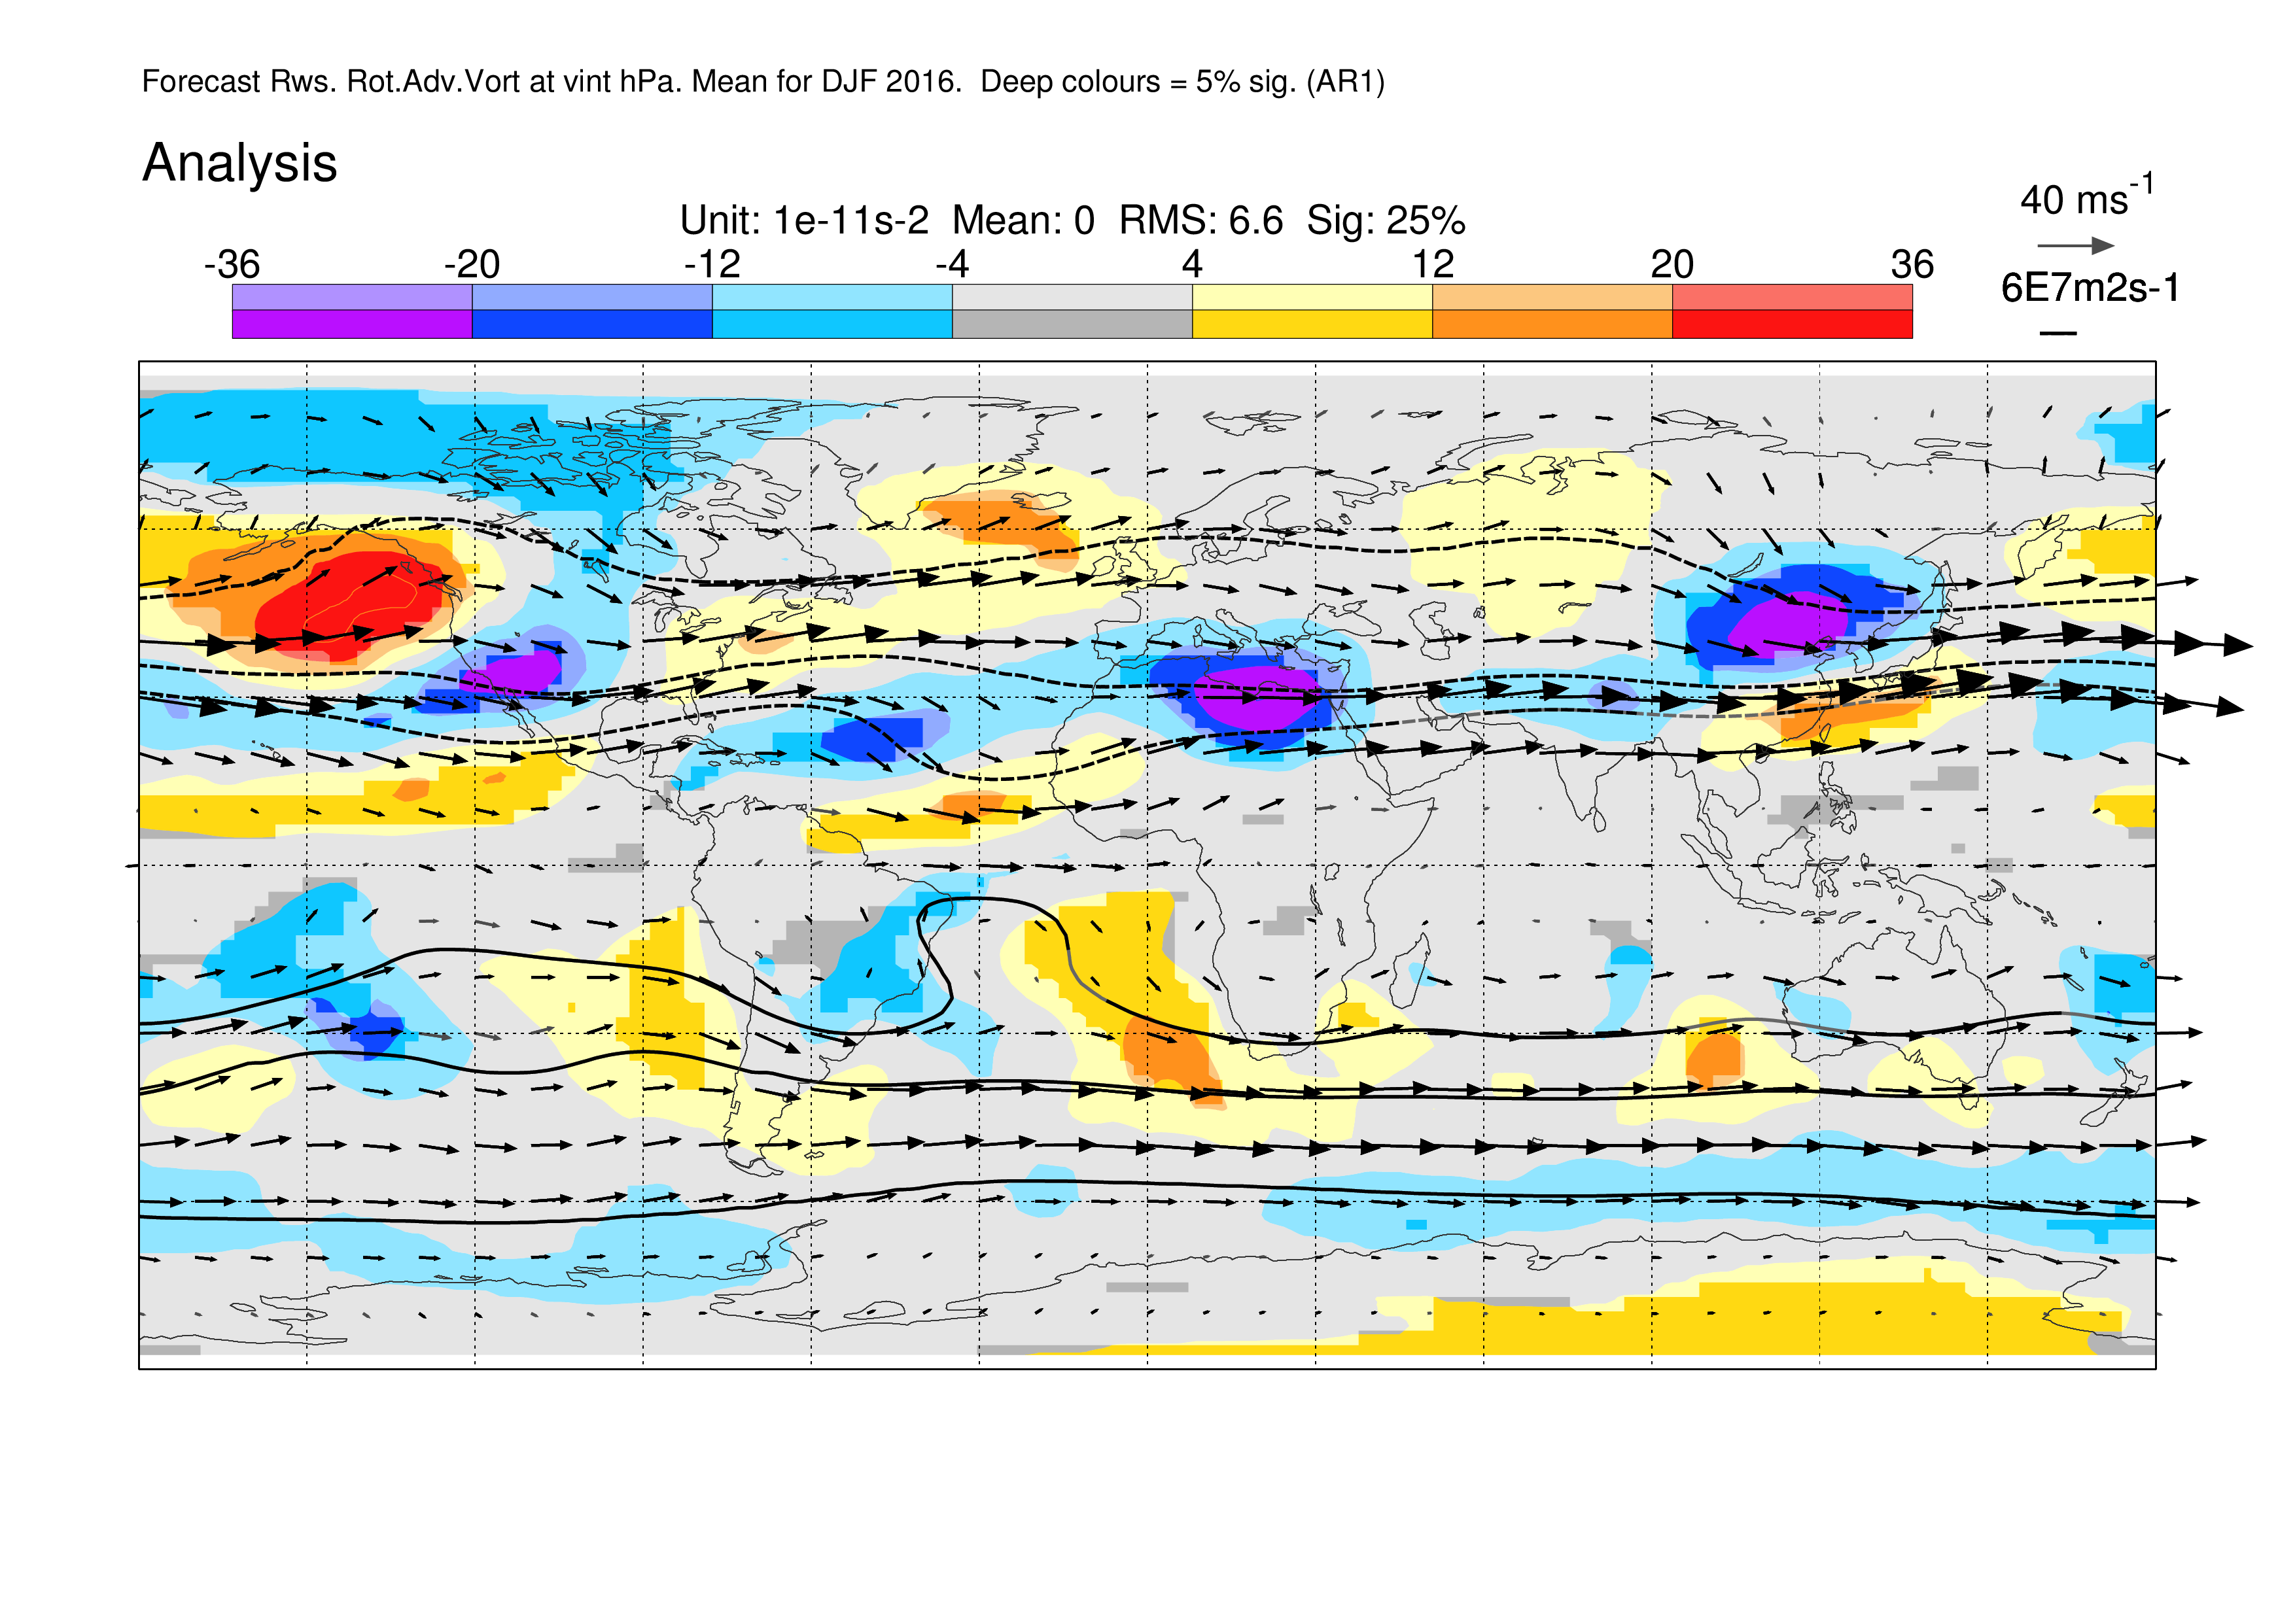 Forecast Rws. Rot.Adv.Vort at vint hPa. Mean for DJF 2016.  Deep colours = 5% sig. (AR1)
Analysis
40 ms-1
Unit: 1e-11s-2  Mean: 0  RMS: 6.6  Sig: 25%
-36 -20 -12 -4 4 12 20 36
6E7m2s-1